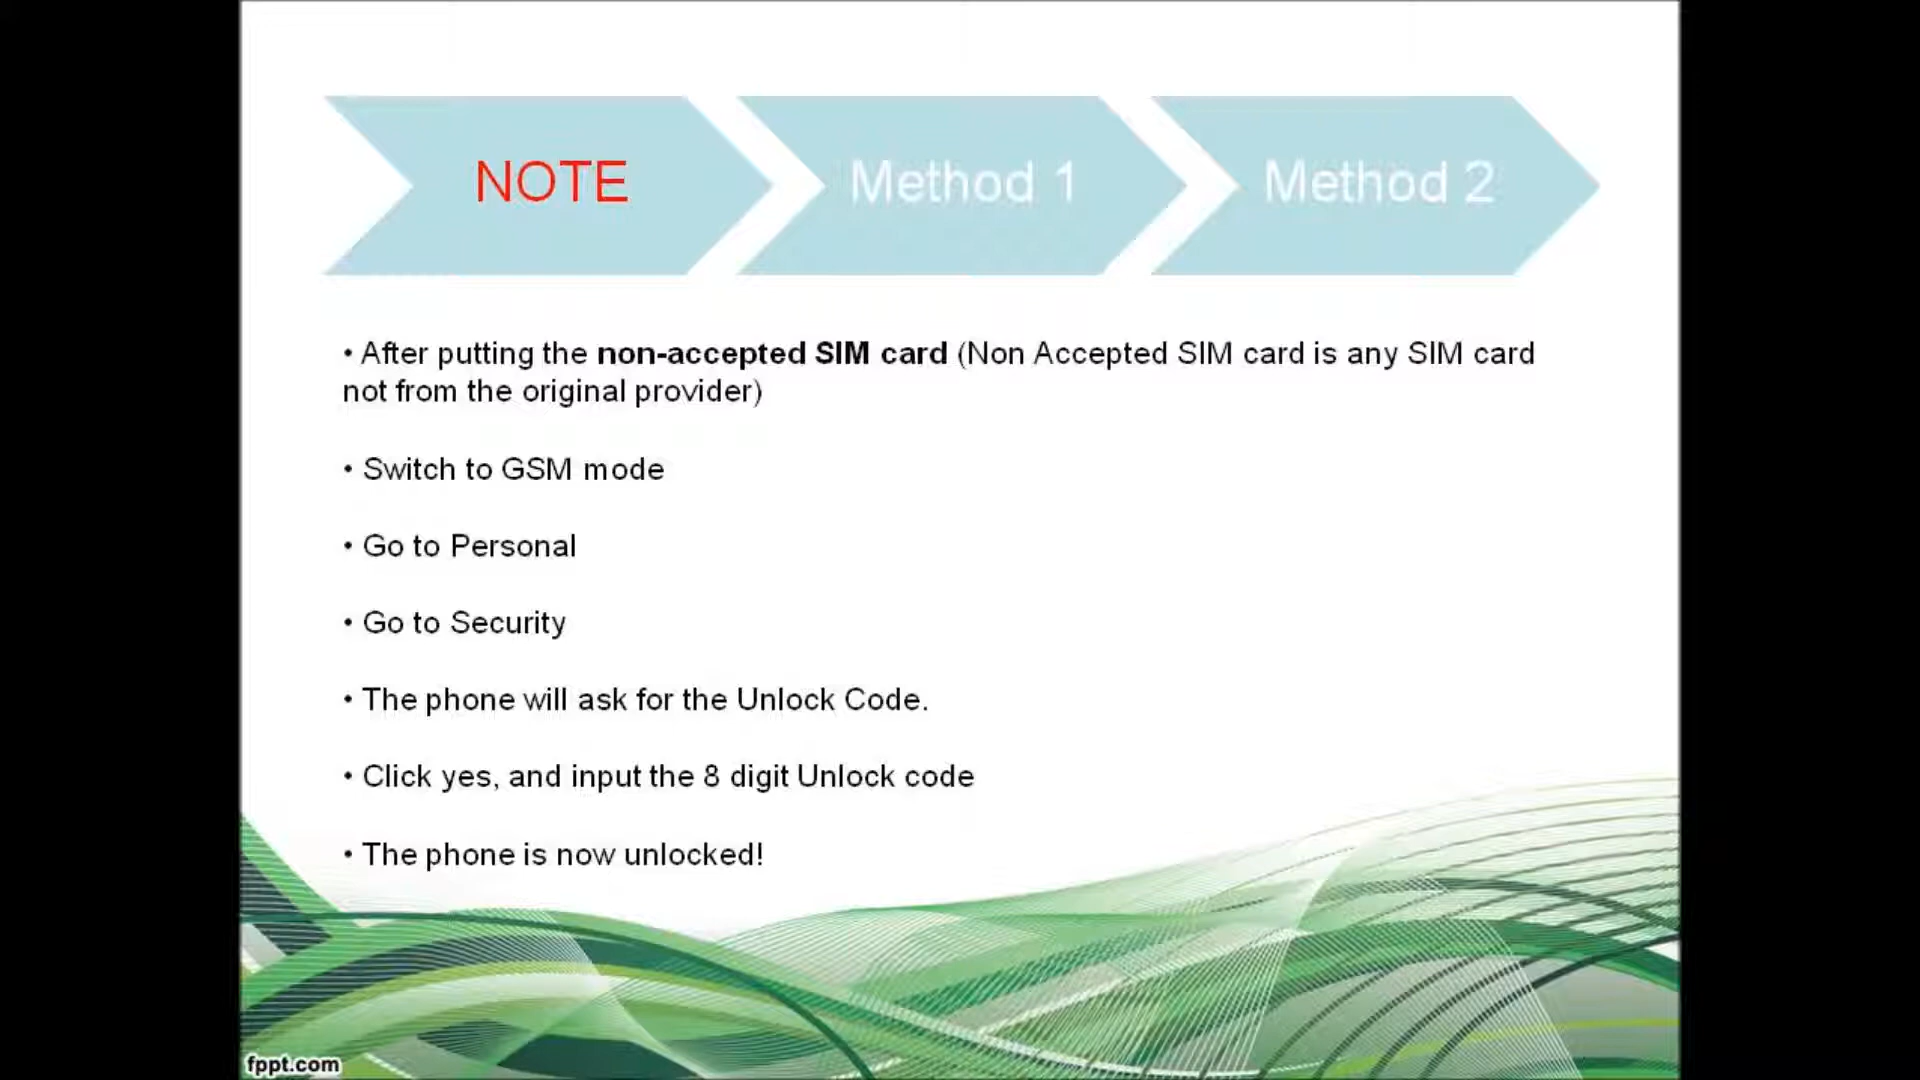 NOTE
Method 1
Method 2
• After putting the non-accepted SIM card (Non Accepted SIM card is any SIM card
not from the original provider)
• Switch to GSM mode
• Go to Personal
• Go to Security
• The phone will ask for the Unlock Code.
• Click yes, and input the 8 digit Unlock code
• The phone is now unlocked!
fppt.com